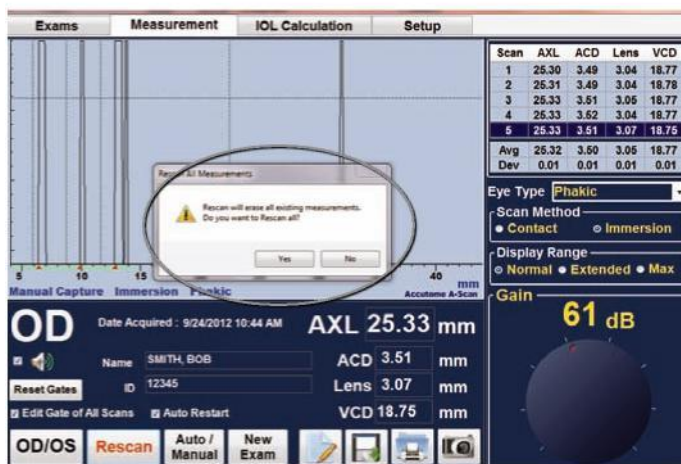 Exams Measurement IOL Calculation Setup
Scan AXL ACD Lens VCD
1 25.30 3.49 3.04 18.77
2 25.31 3.49 3.04 18.78
3 25.33 3.51 3.05 18.77
4 25.33 3.52 3.04 18.77
5 25.33 3.51 3.07 18.75
Avg 25.32 3.50 3.05 18.77
Dev 0.01 0.01 0.01 0.01
Rescan All Measurements
Rescan will erase all existing measurements.
Do you want to Rescan all?
Yes No
Eye Type Phakic
Scan Method
Contact Immersion
Display Range
Normal Extended Max
Gain
61 dB
5 10 15 40 mm
Manual Capture Immersion Phakic Accutome A-Scan
OD Date Acquired : 9/24/2012 10:44 AM AXL 25.33 mm
Name SMITH, BOB ACD 3.51 mm
Reset Gates ID 12345 Lens 3.07 mm
Edit Gate of All Scans Auto Restart VCD 18.75 mm
OD/OS Rescan Auto / Manual New Exam